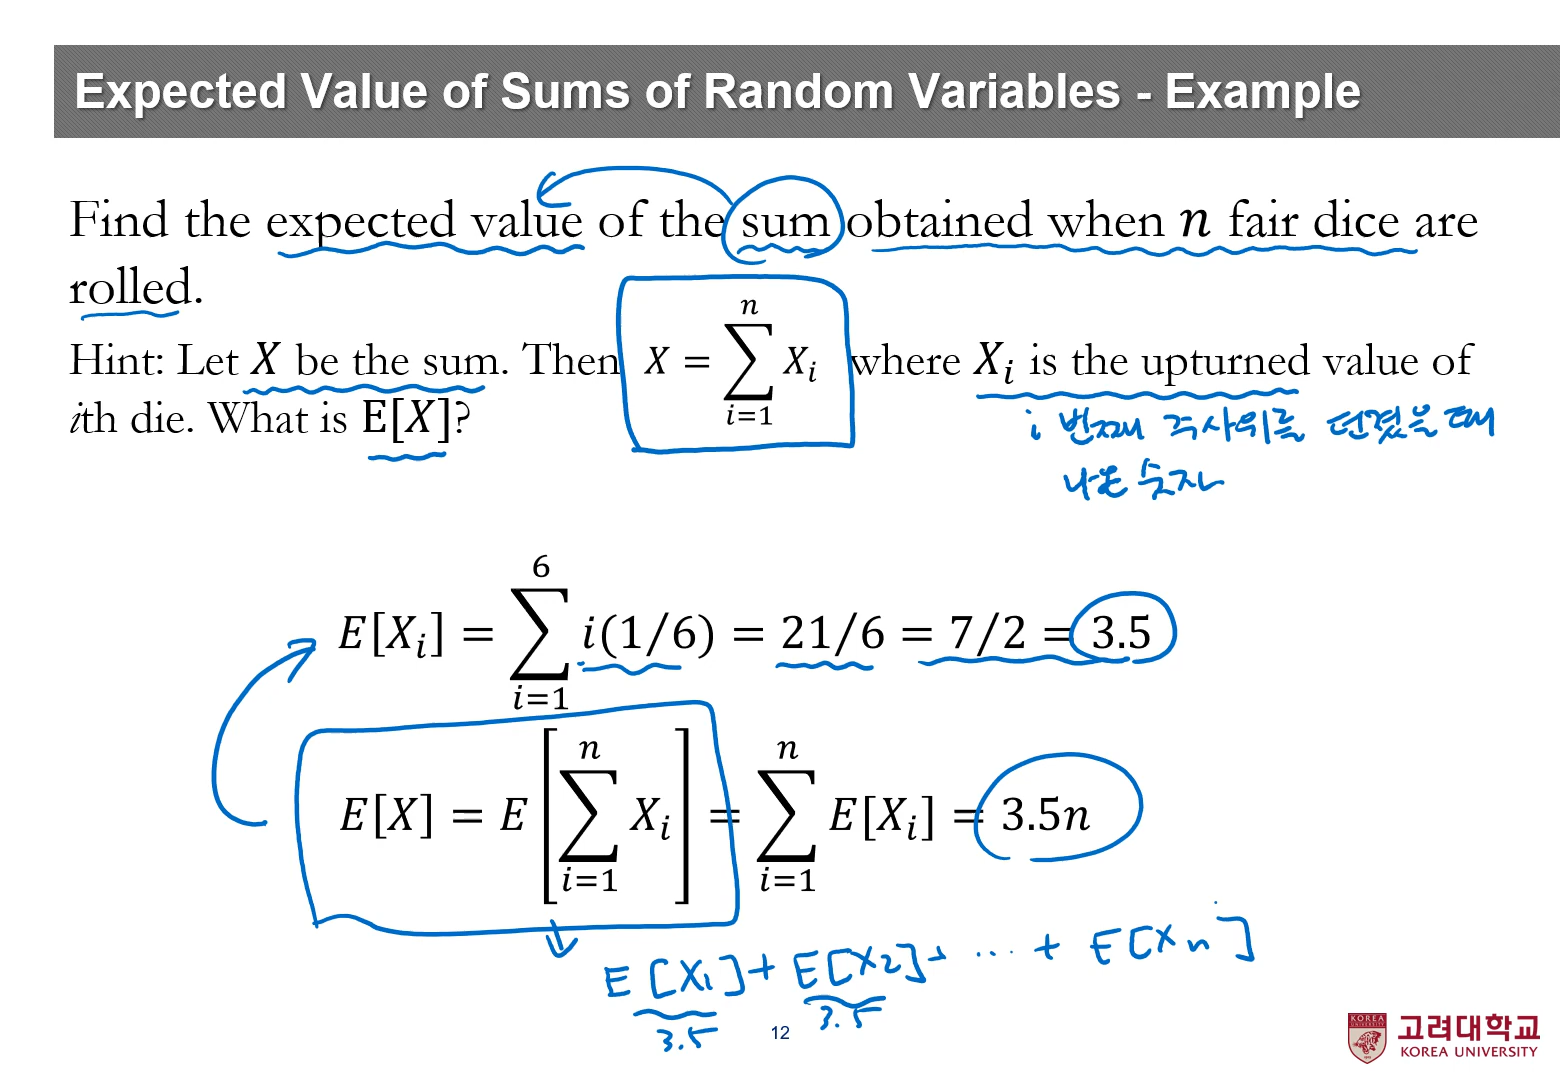 Expected Value of Sums of Random Variables - Example
Find the expected value of the sum obtained when n fair dice are
rolled.
Hint: Let X be the sum. Then X = ∑_{i=1}^{n} X_i where X_i is the upturned value of
ith die. What is E[X]?
i 번째 주사위를 던졌을 때
나온 숫자
E[X_i] = ∑_{i=1}^{6} i(1/6) = 21/6 = 7/2 = 3.5
E[X] = E[∑_{i=1}^{n} X_i] = ∑_{i=1}^{n} E[X_i] = 3.5n
E[X_1] + E[X_2] + ... + E[X_n]
3.5 3.5
12
고려대학교
KOREA UNIVERSITY